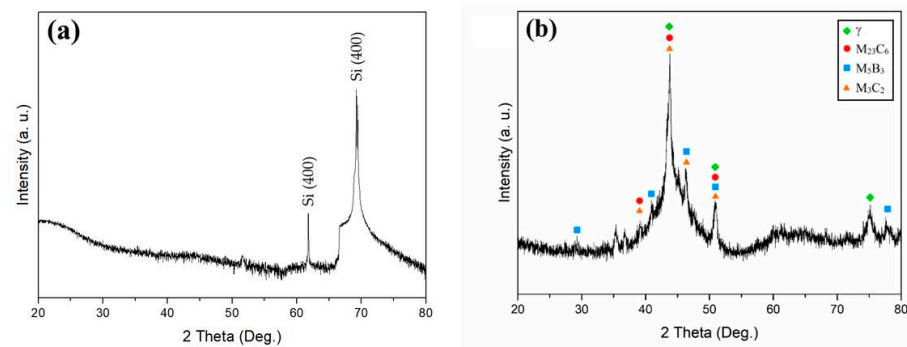 (a)
Si (400)
Si (400)
Intensity (a. u.)
20 30 40 50 60 70 80
2 Theta (Deg.)
(b)
γ
M₂₃C₆
M₅B₃
M₃C₂
Intensity (a. u.)
20 30 40 50 60 70 80
2 Theta (Deg.)